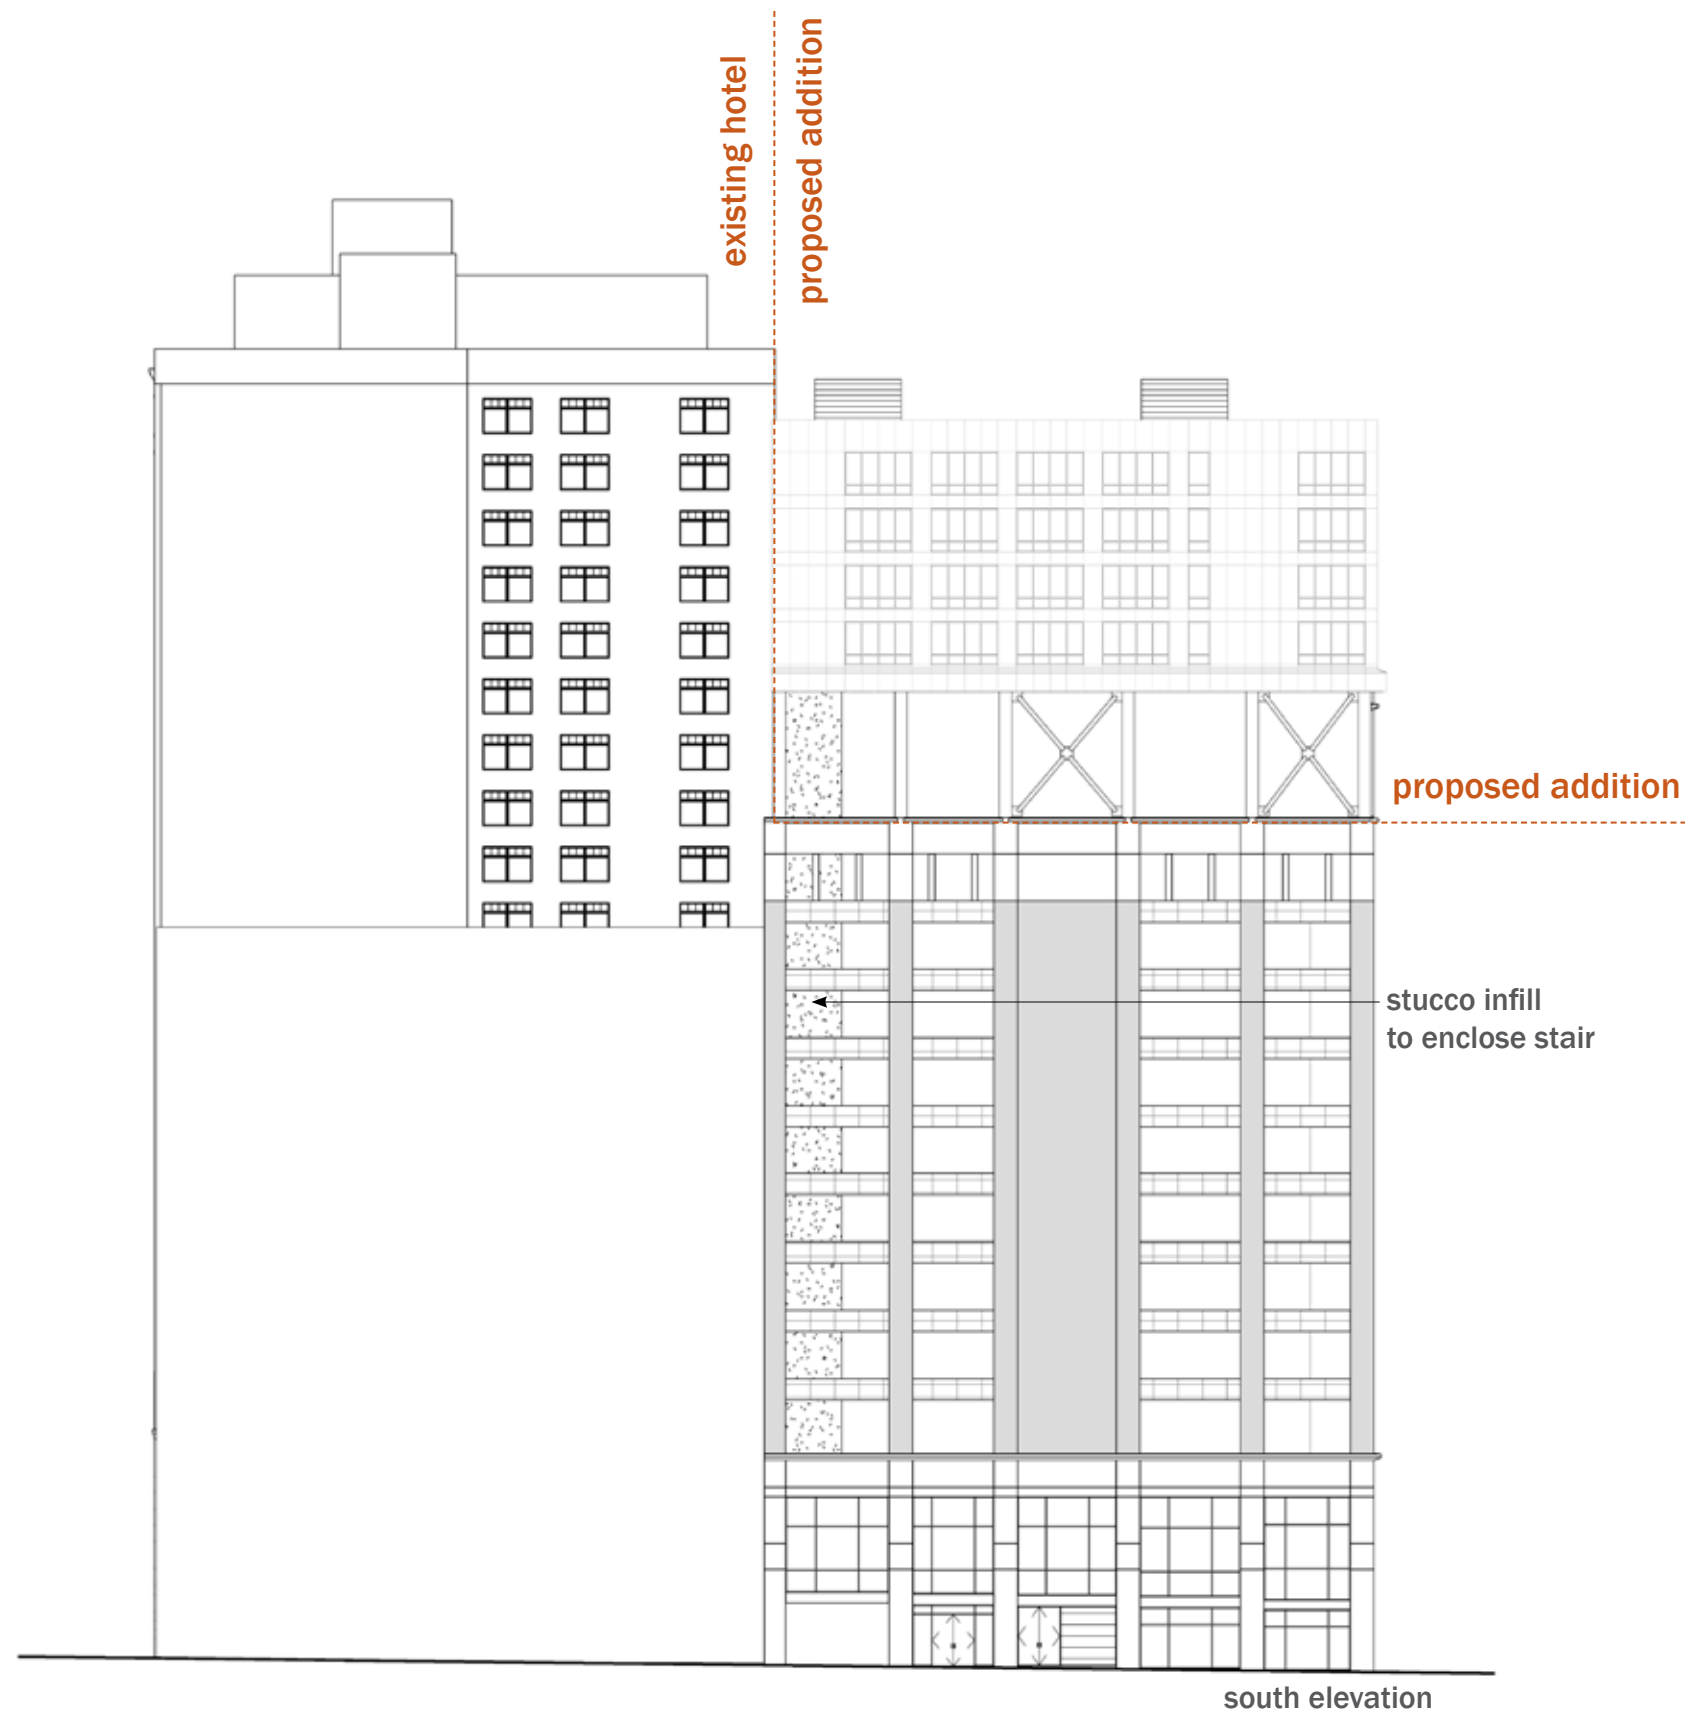 existing hotel
proposed addition
proposed addition
stucco infill
to enclose stair
south elevation